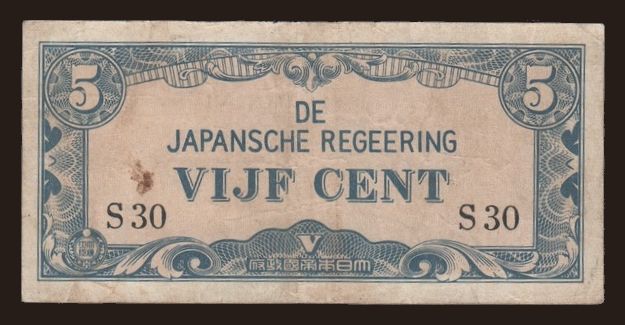 5 5
DE
JAPANSCHE REGEERING
VIJF CENT
S 30 S 30
V
府政國帝本日大